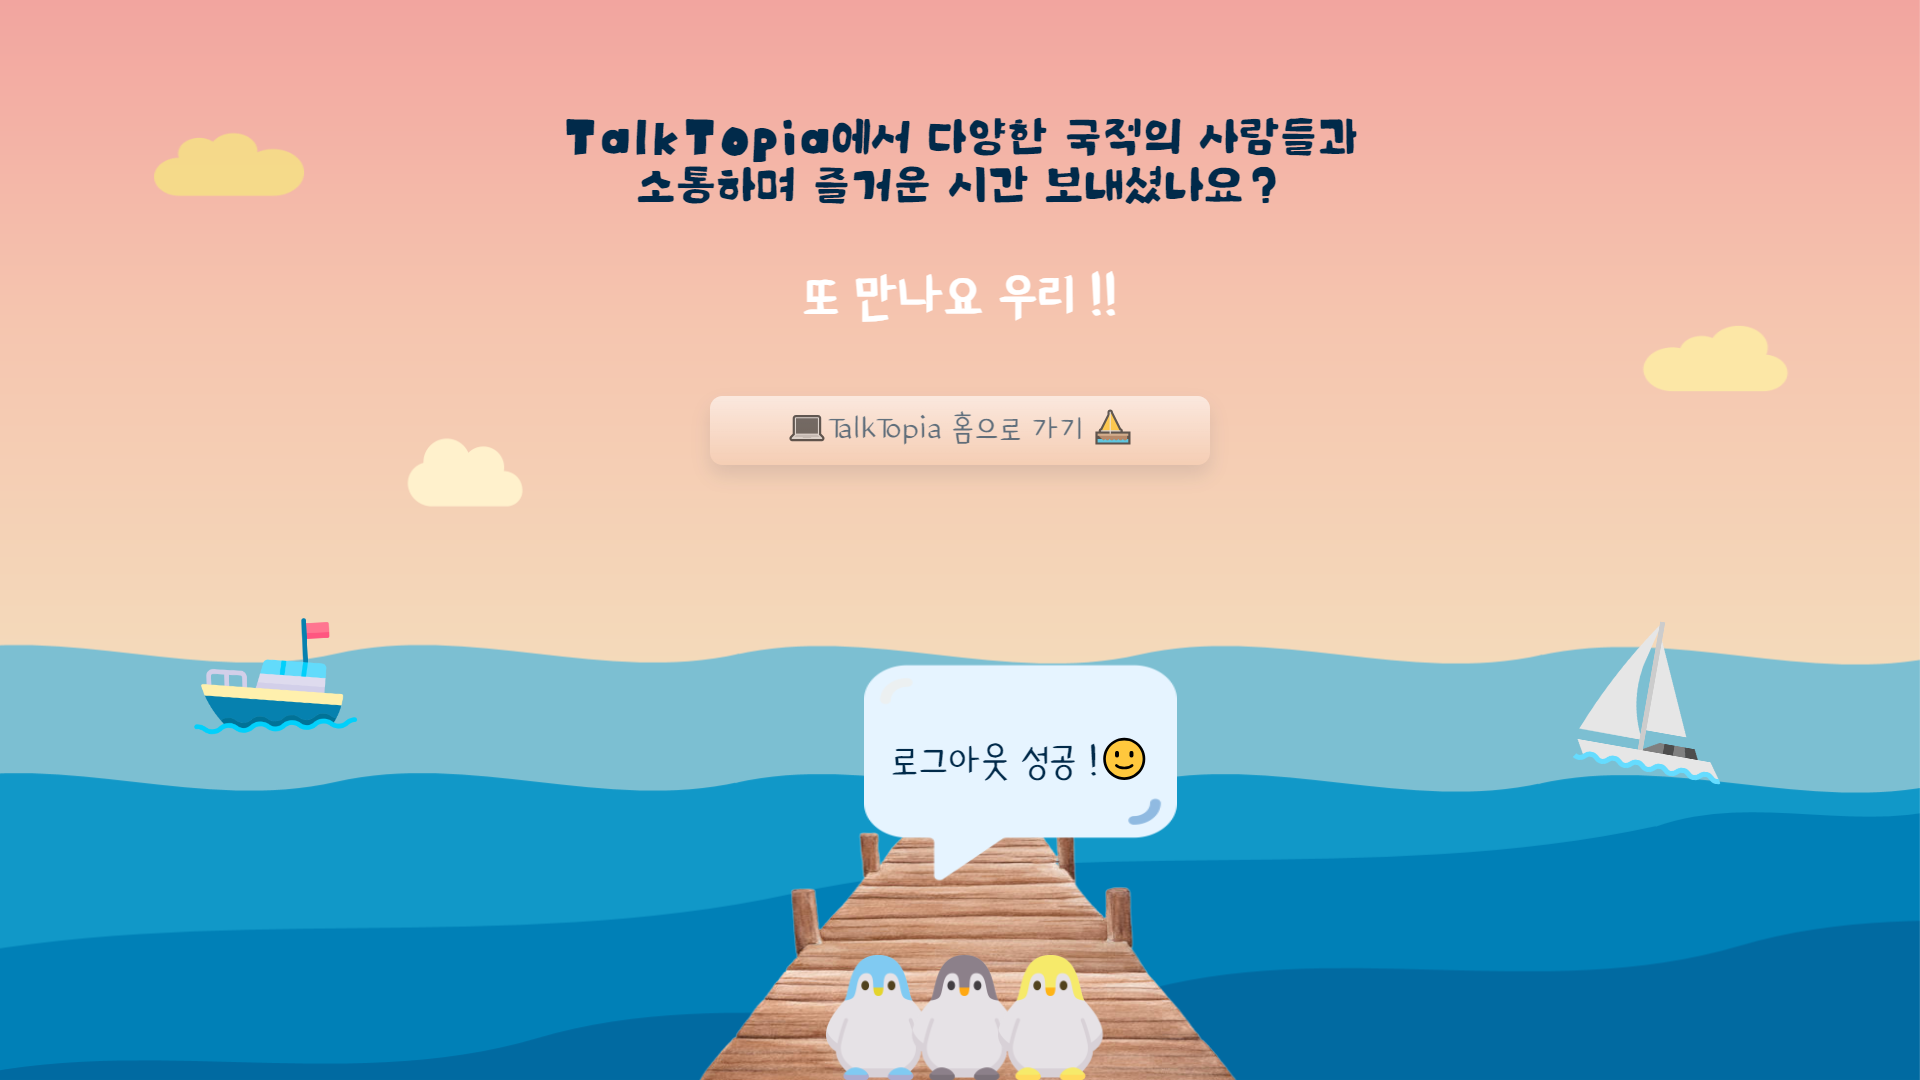 TalkTopia에서 다양한 국적의 사람들과
소통하며 즐거운 시간 보내셨나요?
또 만나요 우리!!
💻TalkTopia 홈으로 가기 ⛵
로그아웃 성공!🙂